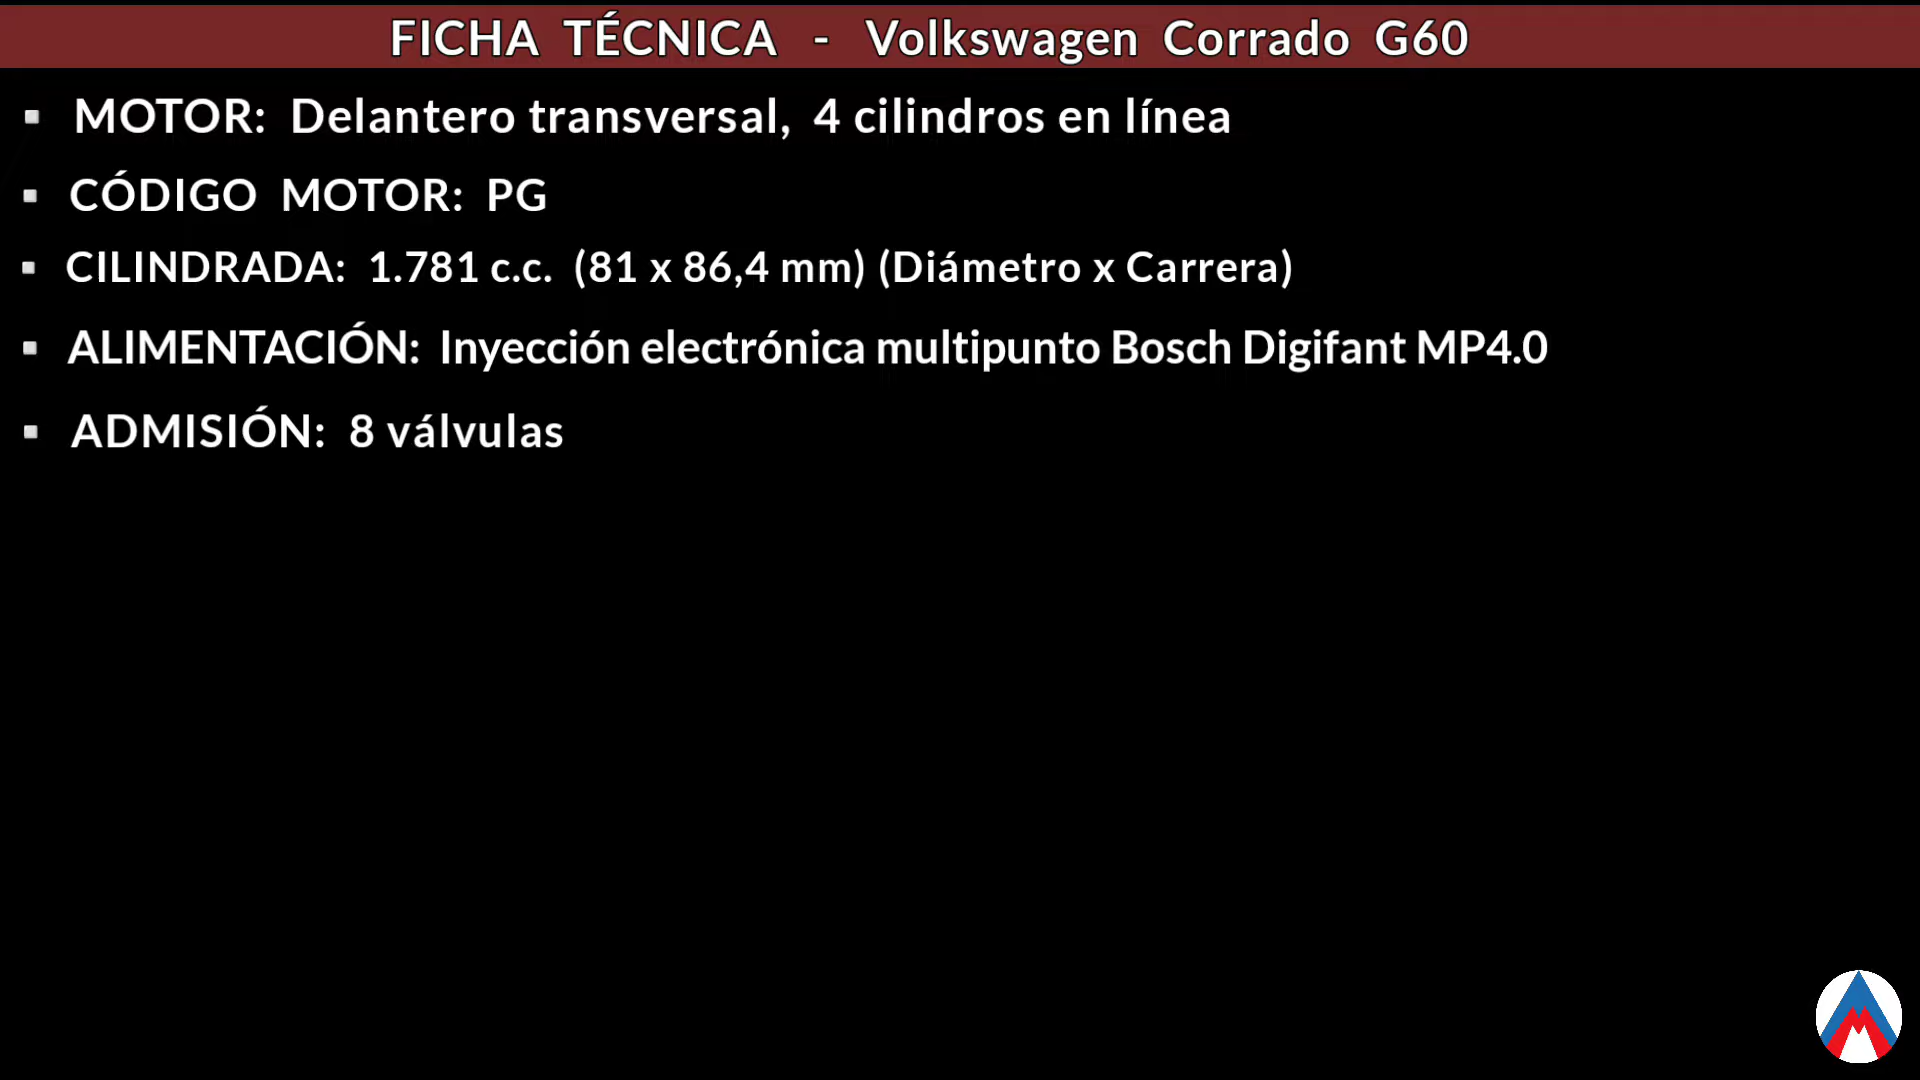 FICHA TÉCNICA - Volkswagen Corrado G60
▪ MOTOR: Delantero transversal, 4 cilindros en línea
▪ CÓDIGO MOTOR: PG
▪ CILINDRADA: 1.781 c.c. (81 x 86,4 mm) (Diámetro x Carrera)
▪ ALIMENTACIÓN: Inyección electrónica multipunto Bosch Digifant MP4.0
▪ ADMISIÓN: 8 válvulas